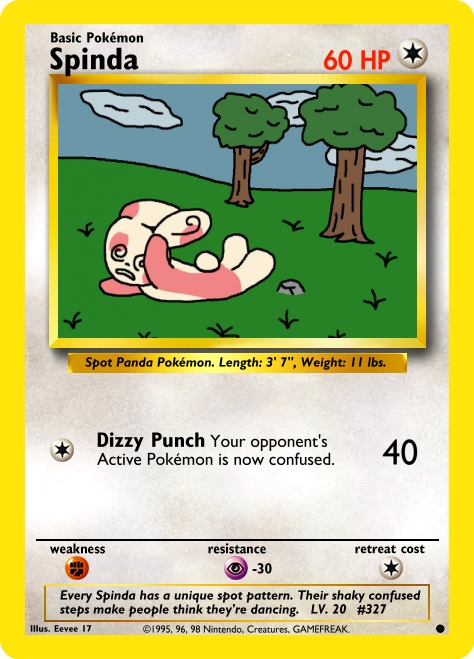 Basic Pokémon
Spinda
60 HP
Spot Panda Pokémon. Length: 3' 7", Weight: 11 lbs.
Dizzy Punch Your opponent's
Active Pokémon is now confused.
40
weakness
resistance
retreat cost
-30
Every Spinda has a unique spot pattern. Their shaky confused
steps make people think they're dancing. LV. 20 #327
Illus. Eevee 17
©1995, 96, 98 Nintendo, Creatures, GAMEFREAK.